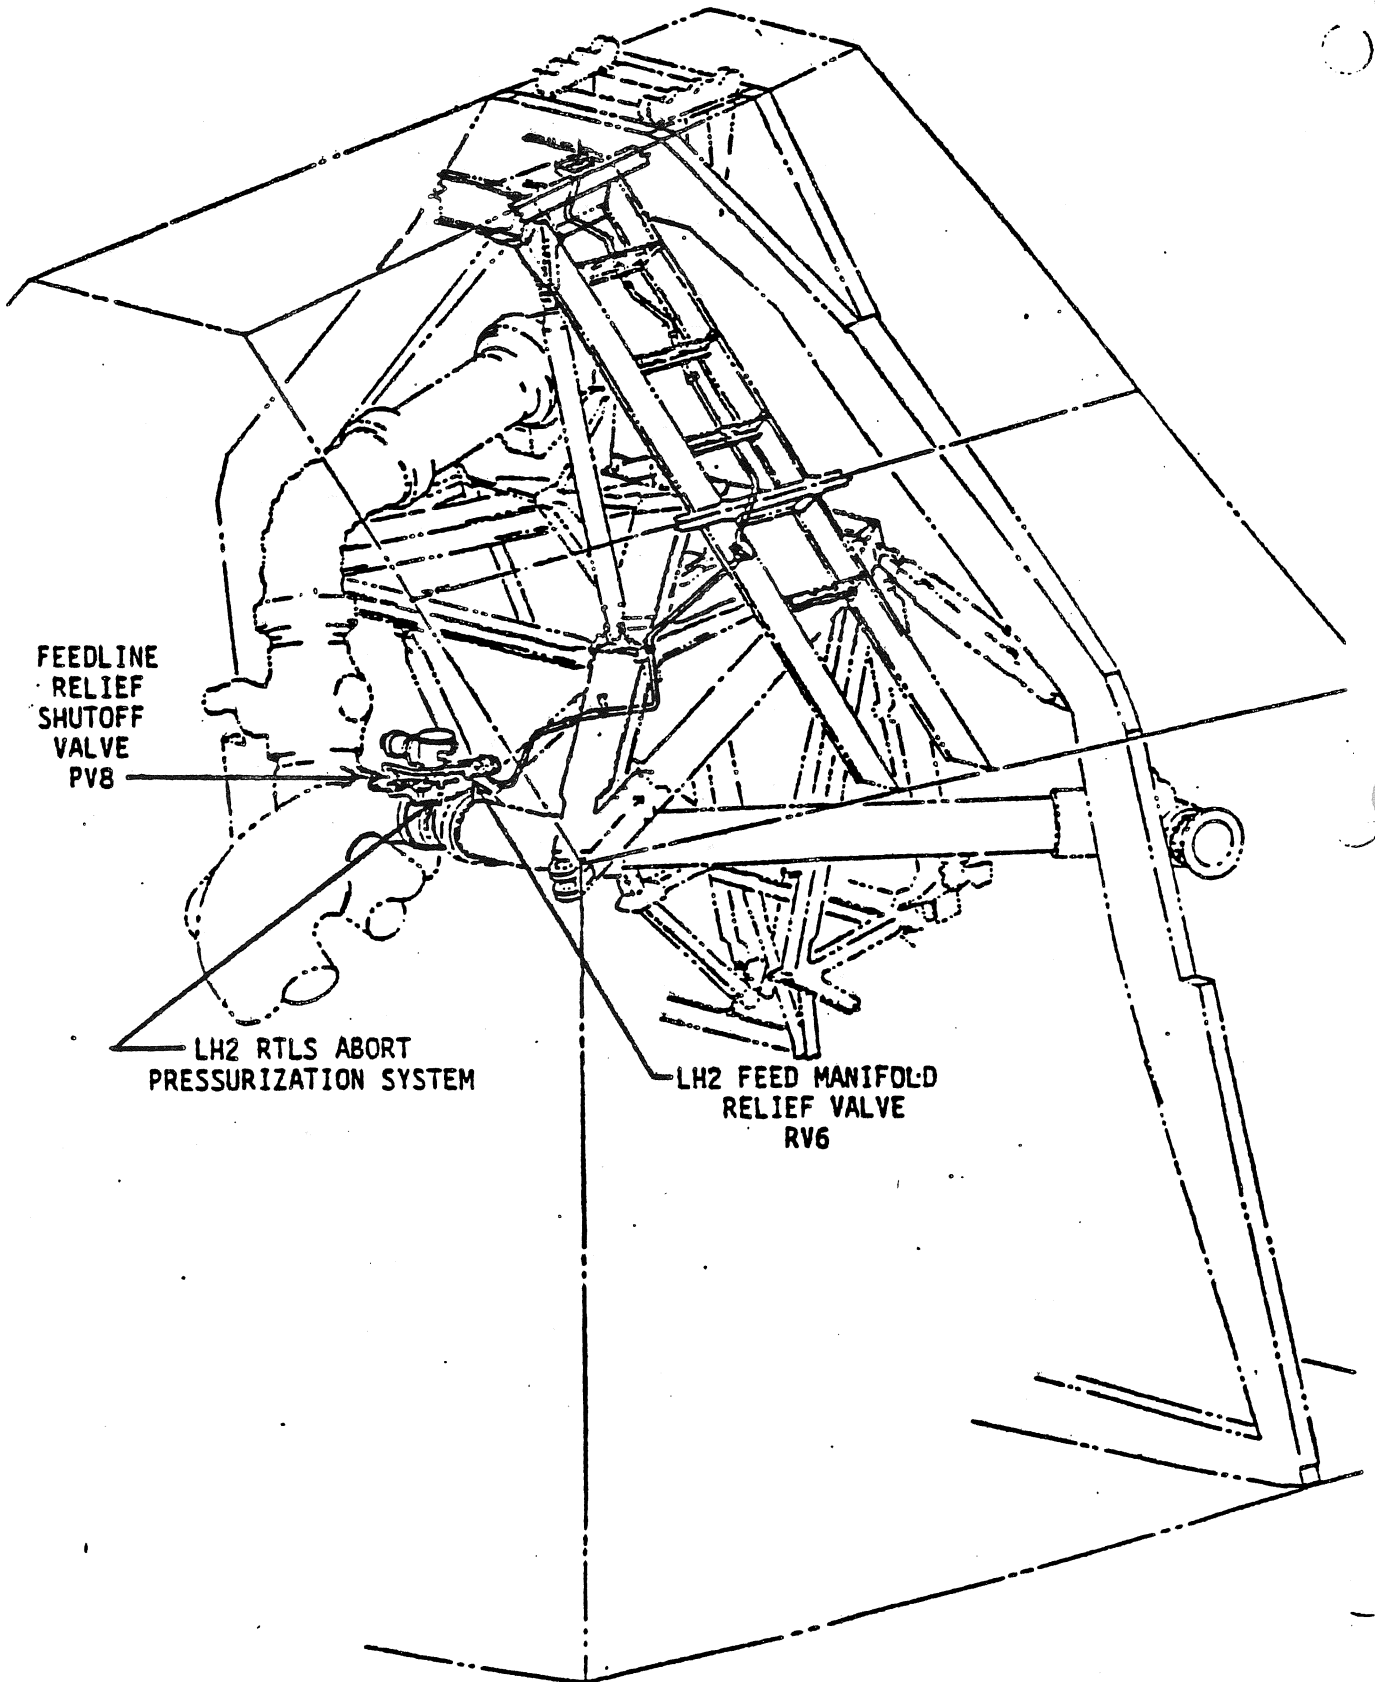 FEEDLINE
RELIEF
SHUTOFF
VALVE
PV8
LH2 RTLS ABORT
PRESSURIZATION SYSTEM
LH2 FEED MANIFOLD
RELIEF VALVE
RV6